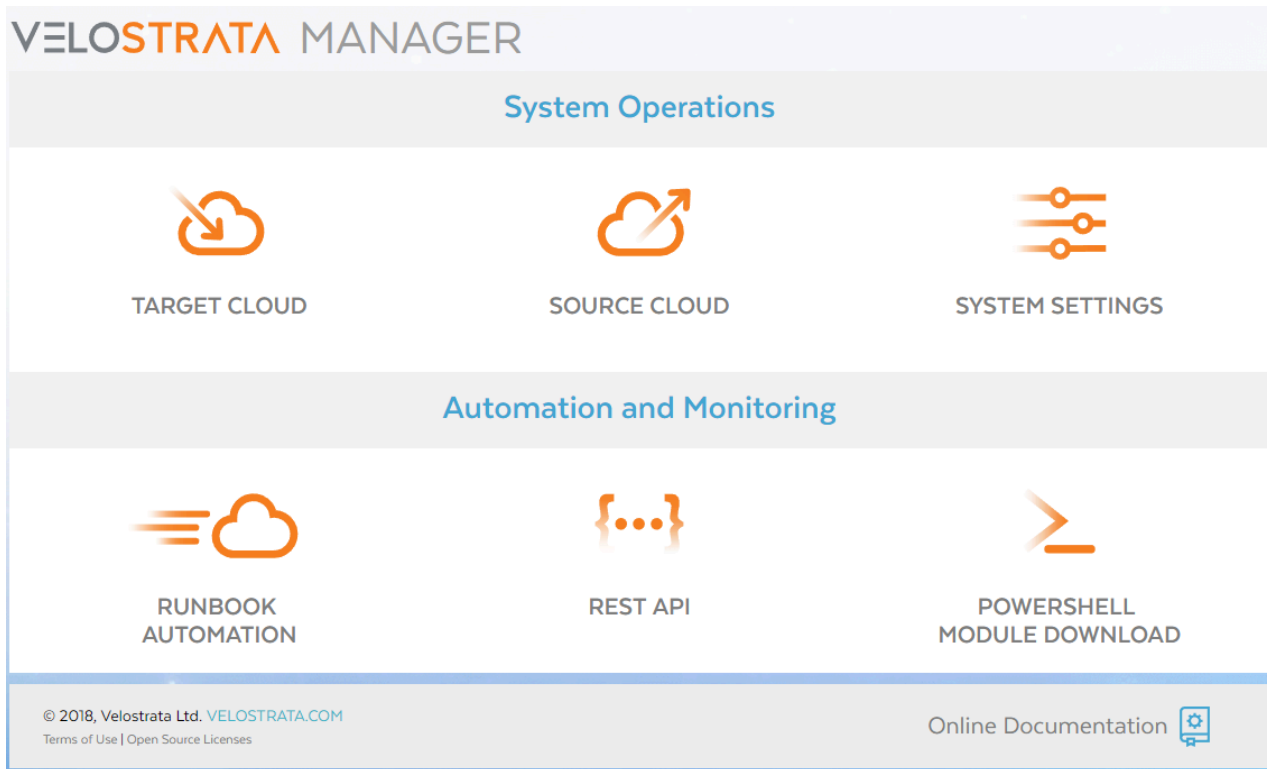 VELOSTRATA MANAGER
System Operations
TARGET CLOUD
SOURCE CLOUD
SYSTEM SETTINGS
Automation and Monitoring
RUNBOOK
AUTOMATION
REST API
POWERSHELL
MODULE DOWNLOAD
© 2018, Velostrata Ltd. VELOSTRATA.COM
Terms of Use | Open Source Licenses
Online Documentation